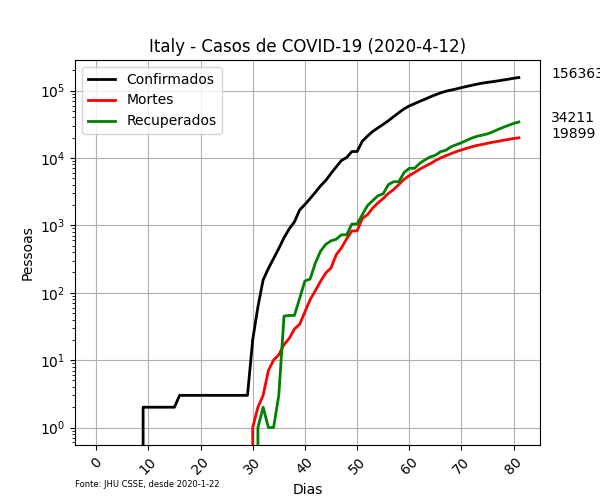 Italy - Casos de COVID-19 (2020-4-12)
Confirmados
Mortes
Recuperados
156363
34211
19899
10⁵
10⁴
10³
10²
10¹
10⁰
Pessoas
0 10 20 30 40 50 60 70 80
Fonte: JHU CSSE, desde 2020-1-22
Dias